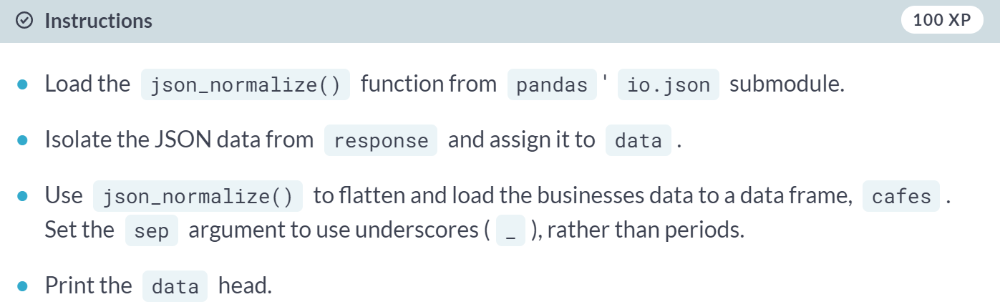 Instructions 100 XP
Load the json_normalize() function from pandas ' io.json submodule.
Isolate the JSON data from response and assign it to data .
Use json_normalize() to flatten and load the businesses data to a data frame, cafes .
Set the sep argument to use underscores ( _ ), rather than periods.
Print the data head.